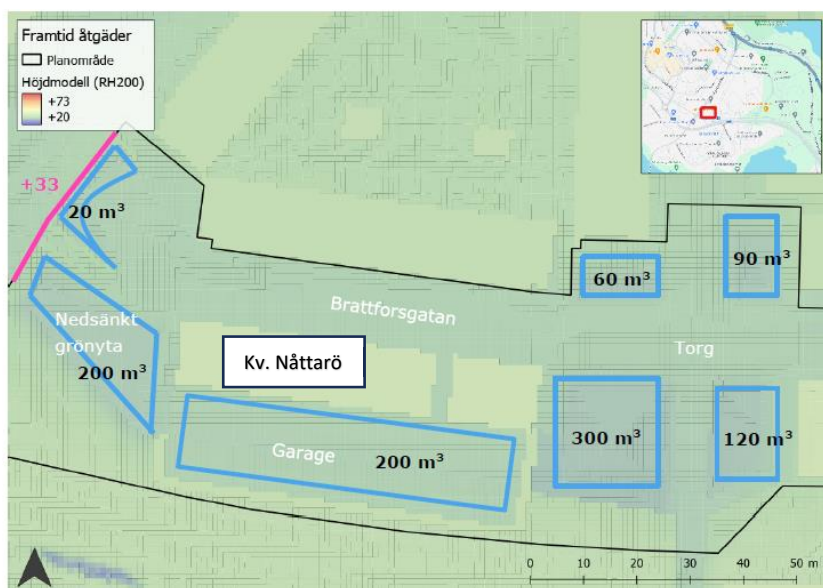 Framtid åtgäder
Planområde
Höjdmodell (RH200)
+73
+20
+33
20 m³
60 m³
90 m³
Brattforsgatan
Nedsänkt
grönyta
200 m³
Kv. Nåttarö
Torg
300 m³
120 m³
Garage
200 m³
0 10 20 30 40 50 m